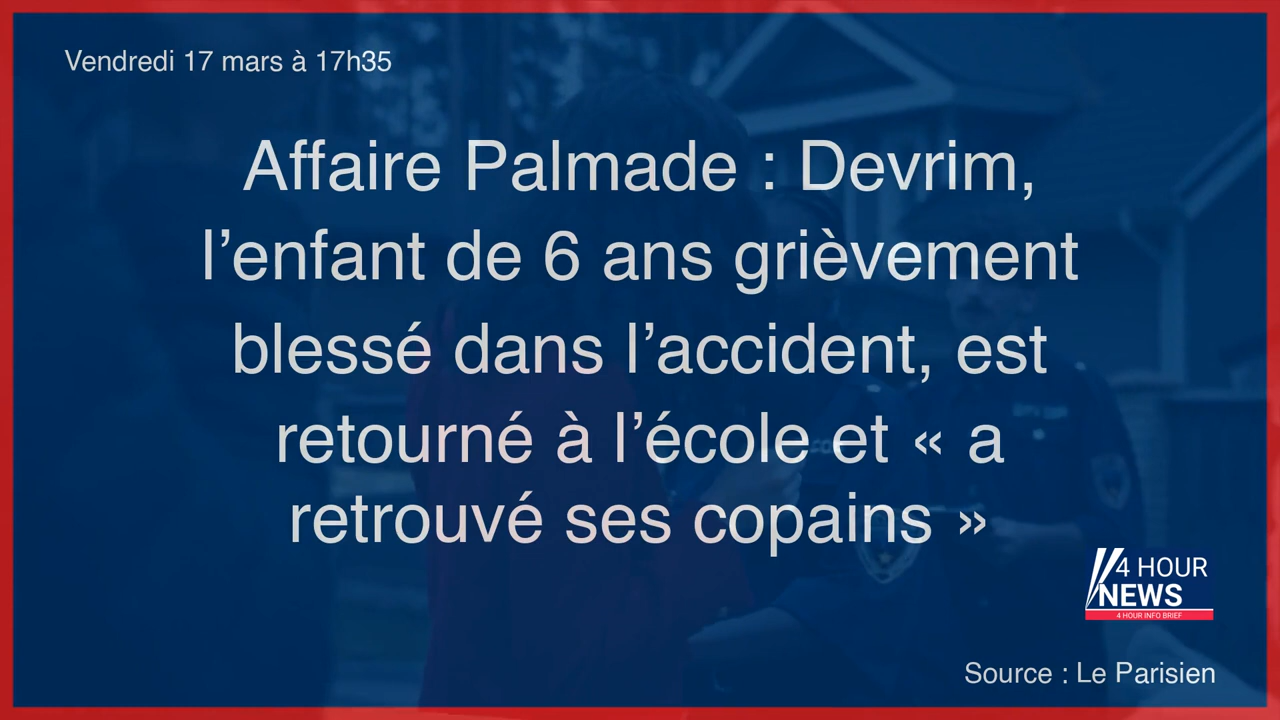 Vendredi 17 mars à 17h35
Affaire Palmade : Devrim,
l’enfant de 6 ans grièvement
blessé dans l’accident, est
retourné à l’école et « a
retrouvé ses copains »
4 HOUR
NEWS
4 HOUR INFO BRIEF
Source : Le Parisien